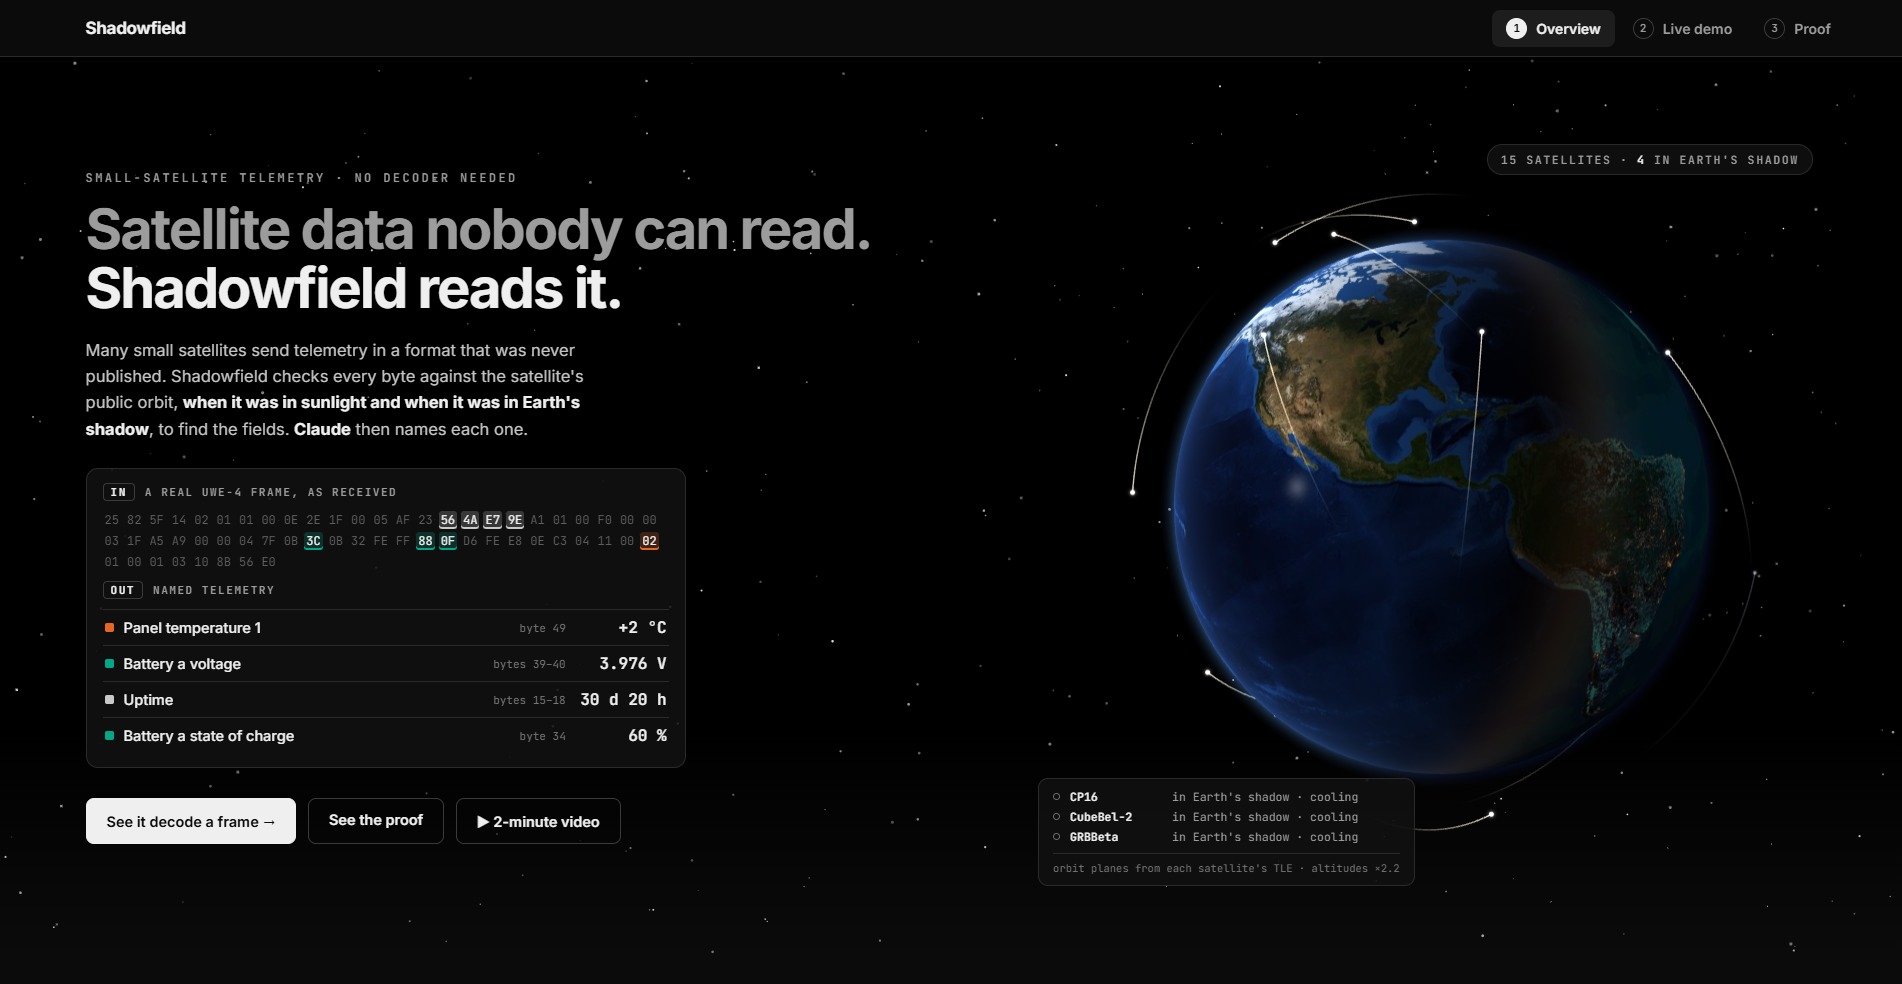 Shadowfield
1 Overview 2 Live demo 3 Proof
15 SATELLITES · 4 IN EARTH'S SHADOW
SMALL-SATELLITE TELEMETRY · NO DECODER NEEDED
Satellite data nobody can read.
Shadowfield reads it.
Many small satellites send telemetry in a format that was never
published. Shadowfield checks every byte against the satellite's
public orbit, when it was in sunlight and when it was in Earth's
shadow, to find the fields. Claude then names each one.
IN A REAL UWE-4 FRAME, AS RECEIVED
25 82 5F 14 02 01 01 00 0E 2E 1F 00 05 AF 23 56 4A E7 9E A1 01 00 F0 00 00
03 1F A5 A9 00 00 04 7F 0B 3C 0B 32 FE FF 88 0F D6 FE E8 0E C3 04 11 00 02
01 00 01 03 10 8B 56 E0
OUT NAMED TELEMETRY
Panel temperature 1 byte 49 +2 °C
Battery a voltage bytes 39–40 3.976 V
Uptime bytes 15–18 30 d 20 h
Battery a state of charge byte 34 60 %
See it decode a frame → See the proof ▶ 2-minute video
CP16 in Earth's shadow · cooling
CubeBel-2 in Earth's shadow · cooling
GRBBeta in Earth's shadow · cooling
orbit planes from each satellite's TLE · altitudes ×2.2